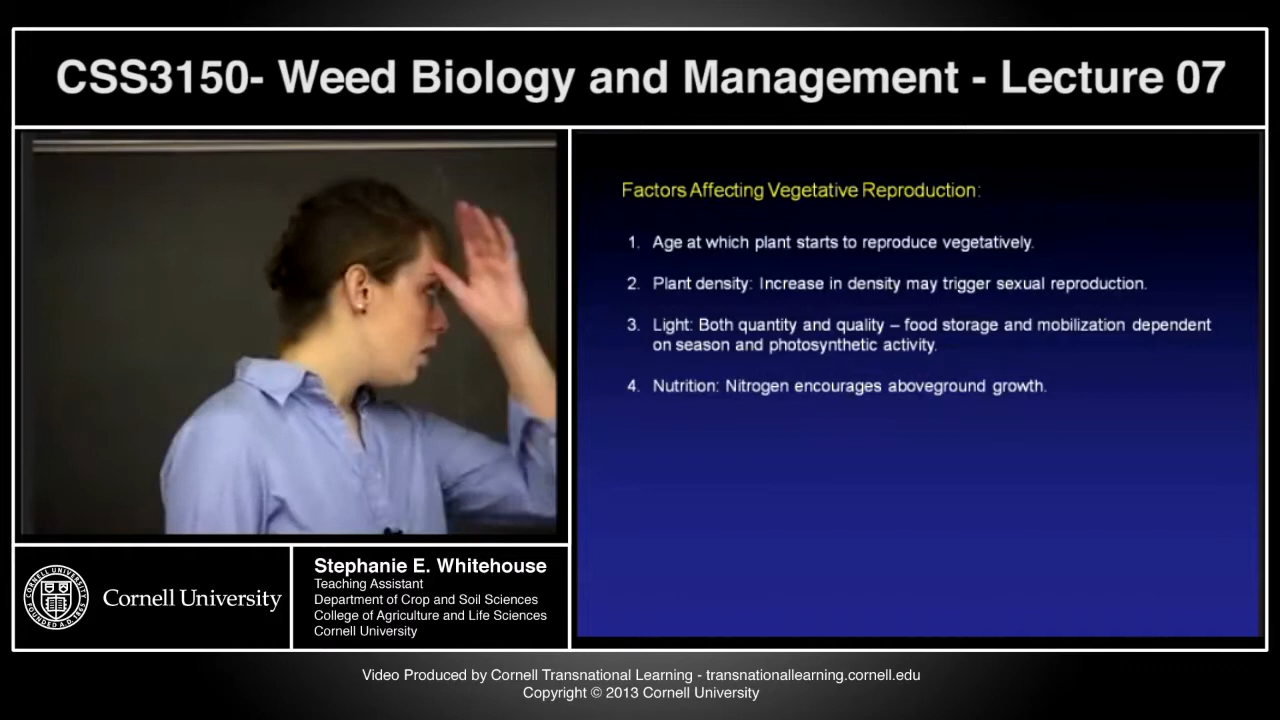 CSS3150- Weed Biology and Management - Lecture 07
Factors Affecting Vegetative Reproduction:
1. Age at which plant starts to reproduce vegetatively.
2. Plant density: Increase in density may trigger sexual reproduction.
3. Light: Both quantity and quality – food storage and mobilization dependent
on season and photosynthetic activity.
4. Nutrition: Nitrogen encourages aboveground growth.
Cornell University
Stephanie E. Whitehouse
Teaching Assistant
Department of Crop and Soil Sciences
College of Agriculture and Life Sciences
Cornell University
Video Produced by Cornell Transnational Learning - transnationallearning.cornell.edu
Copyright © 2013 Cornell University